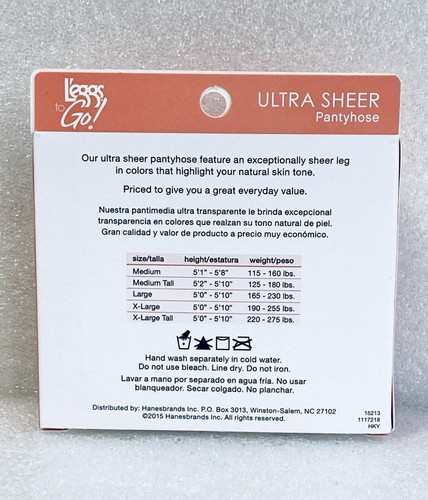 L'eggs
to Go!
ULTRA SHEER
Pantyhose
Our ultra sheer pantyhose feature an exceptionally sheer leg
in colors that highlight your natural skin tone.
Priced to give you a great everyday value.
Nuestra pantimedia ultra transparente le brinda excepcional
transparencia en colores que realzan su tono natural de piel.
Gran calidad y valor de producto a precio muy económico.
size/talla height/estatura weight/peso
Medium 5'1" - 5'8" 115 - 160 lbs.
Medium Tall 5'2" - 5'10" 125 - 180 lbs.
Large 5'0" - 5'10" 165 - 230 lbs.
X-Large 5'0" - 5'10" 190 - 255 lbs.
X-Large Tall 5'0" - 5'10" 220 - 275 lbs.
Hand wash separately in cold water.
Do not use bleach. Line dry. Do not iron.
Lavar a mano por separado en agua fría. No usar
blanqueador. Secar colgado. No planchar.
Distributed by: Hanesbrands Inc. P.O. Box 3013, Winston-Salem, NC 27102
©2015 Hanesbrands Inc. All rights reserved.
15213
1117218
HKY